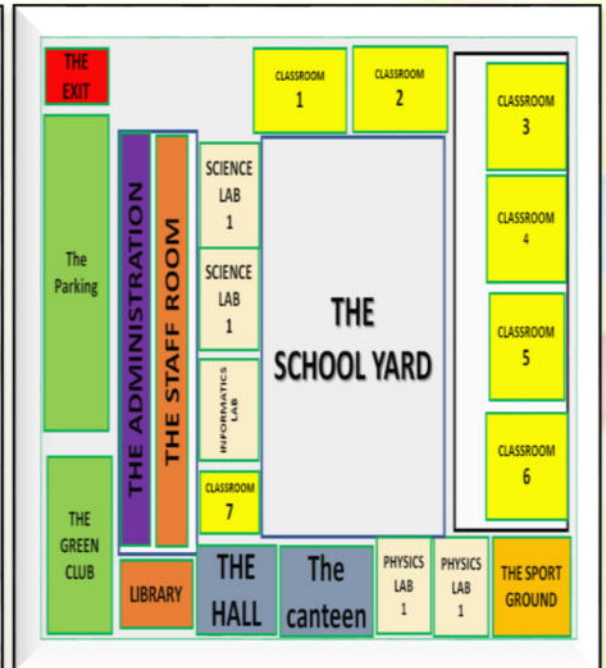 THE
EXIT
CLASSROOM
1
CLASSROOM
2
CLASSROOM
3
The
Parking
THE ADMINISTRATION
THE STAFF ROOM
SCIENCE
LAB
1
SCIENCE
LAB
1
INFORMATICS
LAB
CLASSROOM
7
THE
SCHOOL YARD
CLASSROOM
4
CLASSROOM
5
CLASSROOM
6
THE
GREEN
CLUB
LIBRARY
THE
HALL
The
canteen
PHYSICS
LAB
1
PHYSICS
LAB
1
THE SPORT
GROUND